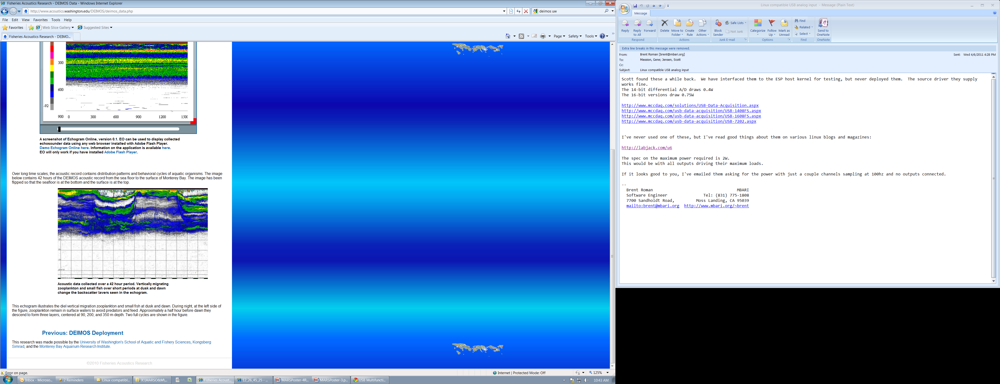 Fisheries Acoustics Research - DEIMOS Data - Windows Internet Explorer
http://www.acoustics.washington.edu/DEIMOS/deimos_data.php
deimos uw
File Edit View Favorites Tools Help
Favorites Web Slice Gallery Suggested Sites
Fisheries Acoustics Research - DEIMO...
Page Safety Tools
300
600
-92
900 0 300 600 900 1200 1500
A screenshot of Echogram Online, version 0.1. EO can be used to display collected
echosounder data using any web browser installed with Adobe Flash Player.
Demo Echogram Online here. Information on the application is available here.
EO will only work if you have installed Adobe Flash Player.
Over long time scales, the acoustic record contains distribution patterns and behavioral cycles of aquatic organisms. The image
below contains 42 hours of the DEIMOS acoustic record from the sea floor to the surface of Monterey Bay. The image has been
flipped so that the seafloor is at the bottom and the surface is at the top.
Acoustic data collected over a 42 hour period. Vertically migrating
zooplankton and small fish over short periods at dusk and dawn
change the backscatter layers seen in the echogram.
This echogram illustrates the diel vertical migration zooplankton and small fish at dusk and dawn. During night, at the left side of
the figure, zooplankton remain in surface waters to avoid predators and feed. Approximately a half hour before dawn they
descend to form three layers, centered at 90, 200, and 350 m depth. Two full cycles are shown in the figure.
Previous: DEIMOS Deployment
This research was made possible by the University of Washington's School of Aquatic and Fishery Sciences, Kongsberg
Simrad, and the Monterey Bay Aquarium Research Institute.
©2010 Fisheries Acoustics Research
Error on page.
Internet | Protected Mode: Off
125%
Inbox - Microso...
2 Reminders
Linux compatibl...
X:\MARSO&M\...
Fisheries Acoust...
12_26_45_25 - ...
MARSPoster-4R...
MARSPoster-3.p...
USB Multifuncti...
10:43 AM
Linux compatible USB analog input - Message (Plain Text)
Message
Reply
Reply to All
Forward
Respond
Delete
Move to Folder
Create Rule
Other Actions
Actions
Block Sender
Safe Lists
Not Junk
Junk E-mail
Categorize
Follow Up
Mark as Unread
Options
Find
Related
Select
Find
Send to OneNote
OneNote
Extra line breaks in this message were removed.
From: Brent Roman [brent@mbari.org]
Sent: Wed 4/6/2011 4:28 PM
To: Massion, Gene; Jensen, Scott
Cc:
Subject: Linux compatible USB analog input
Scott found these a while back. We have interfaced them to the ESP host kernel for testing, but never deployed them. The source driver they supply
works fine.
The 14-bit differential A/D draws 0.4W
The 16-bit versions draw 0.75W
http://www.mccdaq.com/solutions/USB-Data-Acquisition.aspx
http://www.mccdaq.com/usb-data-acquisition/USB-1408FS.aspx
http://www.mccdaq.com/usb-data-acquisition/USB-1608FS.aspx
http://www.mccdaq.com/usb-data-acquisition/USB-7202.aspx
I've never used one of these, but I've read good things about them on various linux blogs and magazines:
http://labjack.com/u6
The spec on the maximum power required is 2W.
This would be with all outputs driving their maximum loads.
If it looks good to you, I've emailed them asking for the power with just a couple channels sampling at 100hz and no outputs connected.
--
Brent Roman MBARI
Software Engineer Tel: (831) 775-1808
7700 Sandholdt Road, Moss Landing, CA 95039
mailto:brent@mbari.org http://www.mbari.org/~brent